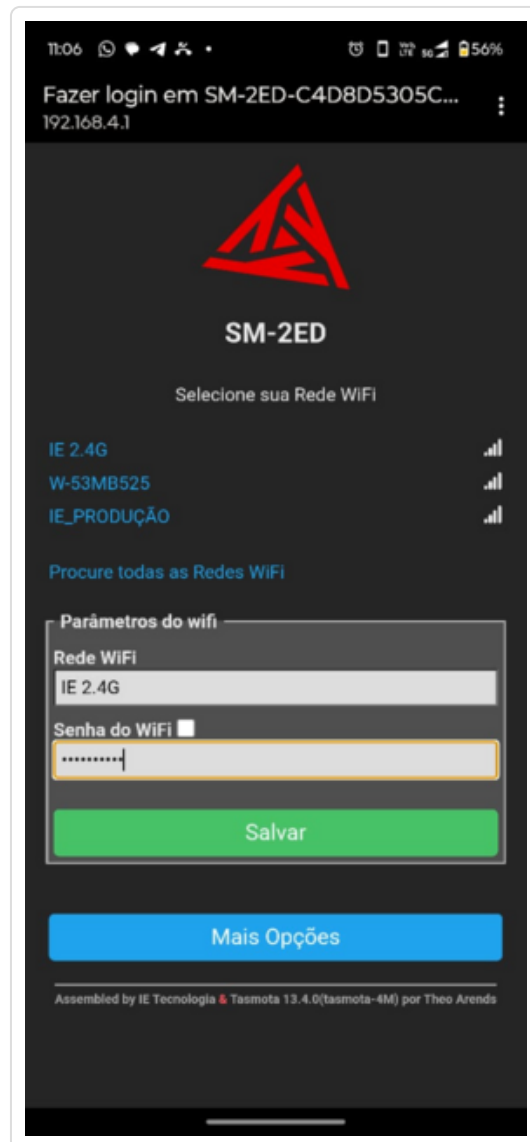 11:06 56%
Fazer login em SM-2ED-C4D8D5305C...
192.168.4.1
SM-2ED
Selecione sua Rede WiFi
IE 2.4G
W-53MB525
IE_PRODUÇÃO
Procure todas as Redes WiFi
Parâmetros do wifi
Rede WiFi
IE 2.4G
Senha do WiFi
••••••••••
Salvar
Mais Opções
Assembled by IE Tecnologia & Tasmota 13.4.0(tasmota-4M) por Theo Arends